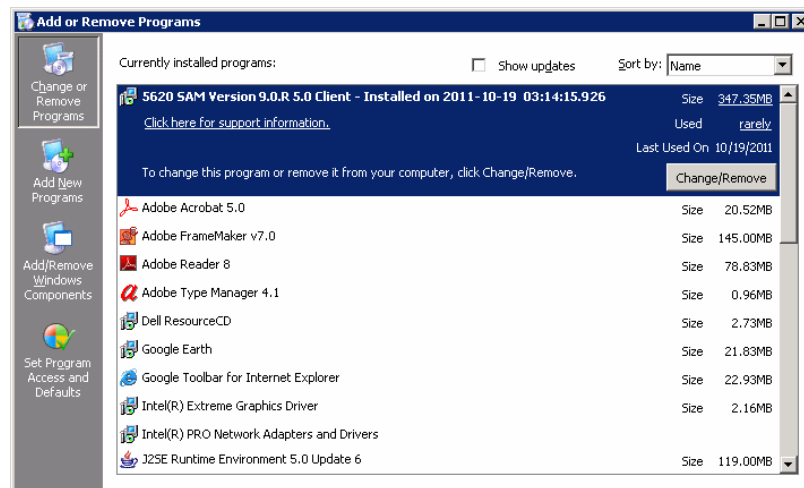 Add or Remove Programs
Currently installed programs:
Show updates
Sort by: Name
Change or
Remove
Programs
Add New
Programs
Add/Remove
Windows
Components
Set Program
Access and
Defaults
5620 SAM Version 9.0.R 5.0 Client - Installed on 2011-10-19 03:14:15.926 Size 347.35MB
Click here for support information. Used rarely
Last Used On 10/19/2011
To change this program or remove it from your computer, click Change/Remove. Change/Remove
Adobe Acrobat 5.0 Size 20.52MB
Adobe FrameMaker v7.0 Size 145.00MB
Adobe Reader 8 Size 78.83MB
Adobe Type Manager 4.1 Size 0.96MB
Dell ResourceCD Size 2.73MB
Google Earth Size 21.83MB
Google Toolbar for Internet Explorer Size 22.93MB
Intel(R) Extreme Graphics Driver Size 2.16MB
Intel(R) PRO Network Adapters and Drivers
J2SE Runtime Environment 5.0 Update 6 Size 119.00MB